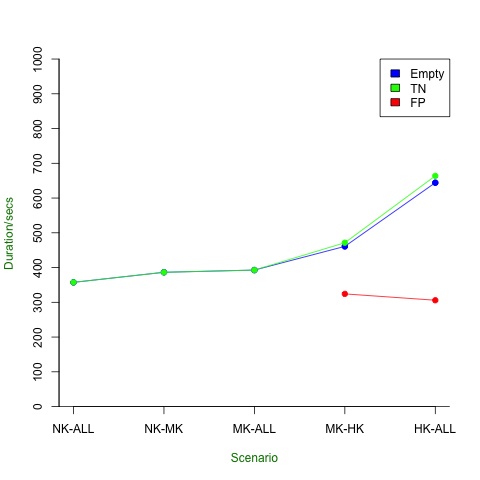 Empty
TN
FP
Duration/secs
1000
900
800
700
600
500
400
300
200
100
0
NK-ALL NK-MK MK-ALL MK-HK HK-ALL
Scenario